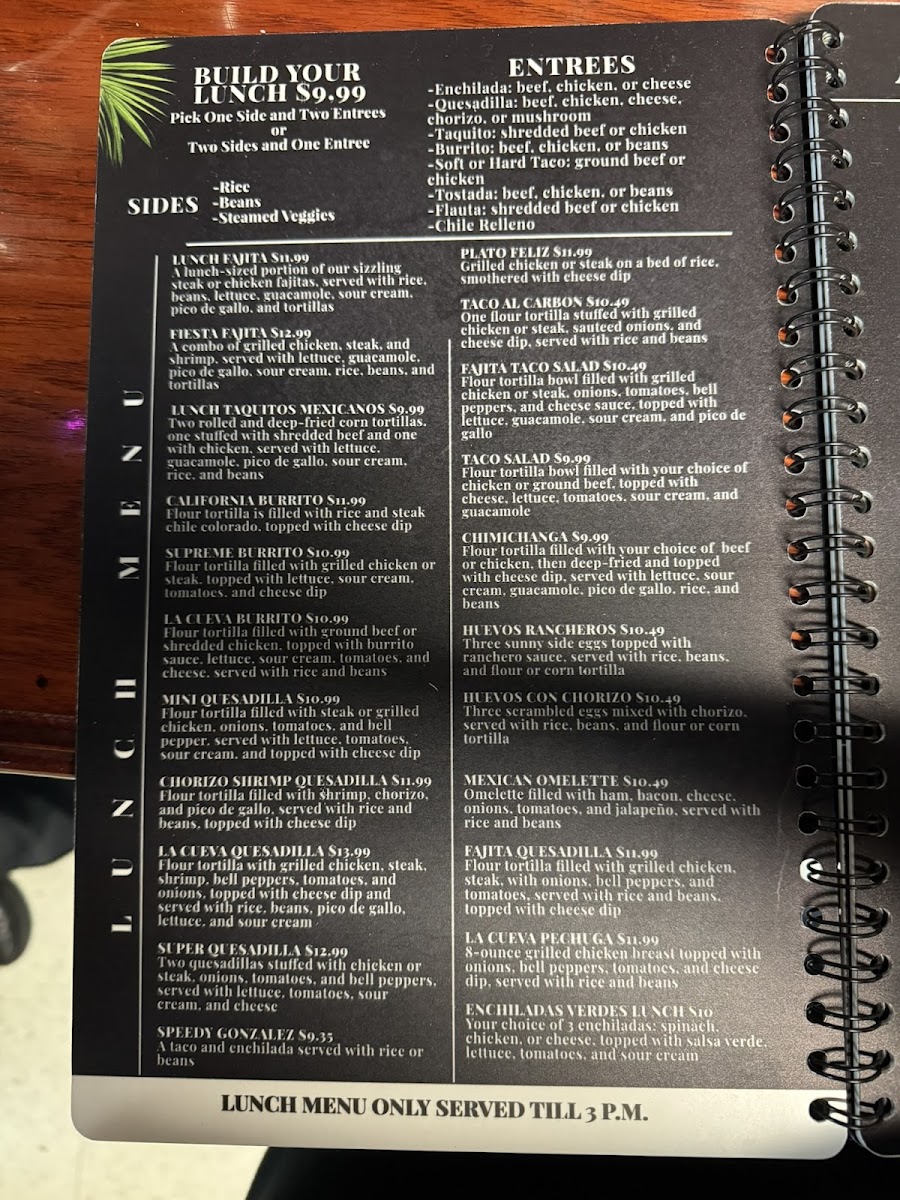 BUILD YOUR
LUNCH $9.99
Pick One Side and Two Entrees
or
Two Sides and One Entree
SIDES
-Rice
-Beans
-Steamed Veggies
ENTREES
-Enchilada: beef, chicken, or cheese
-Quesadilla: beef, chicken, cheese,
chorizo, or mushroom
-Taquito: shredded beef or chicken
-Burrito: beef, chicken, or beans
-Soft or Hard Taco: ground beef or
chicken
-Tostada: beef, chicken, or beans
-Flauta: shredded beef or chicken
-Chile Relleno
LUNCH MENU
LUNCH FAJITA $11.99
A lunch-sized portion of our sizzling
steak or chicken fajitas, served with rice,
beans, lettuce, guacamole, sour cream,
pico de gallo, and tortillas
FIESTA FAJITA $12.99
A combo of grilled chicken, steak, and
shrimp, served with lettuce, guacamole,
pico de gallo, sour cream, rice, beans, and
tortillas
LUNCH TAQUITOS MEXICANOS $9.99
Two rolled and deep-fried corn tortillas,
one stuffed with shredded beef and one
with chicken, served with lettuce,
guacamole, pico de gallo, sour cream,
rice, and beans
CALIFORNIA BURRITO $11.99
Flour tortilla is filled with rice and steak
chile colorado, topped with cheese dip
SUPREME BURRITO $10.99
Flour tortilla filled with grilled chicken or
steak, topped with lettuce, sour cream,
tomatoes, and cheese dip
LA CUEVA BURRITO $10.99
Flour tortilla filled with ground beef or
shredded chicken, topped with burrito
sauce, lettuce, sour cream, tomatoes, and
cheese, served with rice and beans
MINI QUESADILLA $10.99
Flour tortilla filled with steak or grilled
chicken, onions, tomatoes, and bell
pepper, served with lettuce, tomatoes,
sour cream, and topped with cheese dip
CHORIZO SHRIMP QUESADILLA $11.99
Flour tortilla filled with shrimp, chorizo,
and pico de gallo, served with rice and
beans, topped with cheese dip
LA CUEVA QUESADILLA $13.99
Flour tortilla with grilled chicken, steak,
shrimp, bell peppers, tomatoes, and
onions, topped with cheese dip and
served with rice, beans, pico de gallo,
lettuce, and sour cream
SUPER QUESADILLA $12.99
Two quesadillas stuffed with chicken or
steak, onions, tomatoes, and bell peppers,
served with lettuce, tomatoes, sour
cream, and cheese
SPEEDY GONZALEZ $9.35
A taco and enchilada served with rice or
beans
PLATO FELIZ $11.99
Grilled chicken or steak on a bed of rice,
smothered with cheese dip
TACO AL CARBON $10.49
One flour tortilla stuffed with grilled
chicken or steak, sauteed onions, and
cheese dip, served with rice and beans
FAJITA TACO SALAD $10.49
Flour tortilla bowl filled with grilled
chicken or steak, onions, tomatoes, bell
peppers, and cheese sauce, topped with
lettuce, guacamole, sour cream, and pico de
gallo
TACO SALAD $9.99
Flour tortilla bowl filled with your choice of
chicken or ground beef, topped with
cheese, lettuce, tomatoes, sour cream, and
guacamole
CHIMICHANGA $9.99
Flour tortilla filled with your choice of beef
or chicken, then deep-fried and topped
with cheese dip, served with lettuce, sour
cream, guacamole, pico de gallo, rice, and
beans
HUEVOS RANCHEROS $10.49
Three sunny side eggs topped with
ranchero sauce, served with rice, beans,
and flour or corn tortilla
HUEVOS CON CHORIZO $10.49
Three scrambled eggs mixed with chorizo,
served with rice, beans, and flour or corn
tortilla
MEXICAN OMELETTE $10.49
Omelette filled with ham, bacon, cheese,
onions, tomatoes, and jalapeño, served with
rice and beans
FAJITA QUESADILLA $11.99
Flour tortilla filled with grilled chicken,
steak, with onions, bell peppers, and
tomatoes, served with rice and beans,
topped with cheese dip
LA CUEVA PECHUGA $11.99
8-ounce grilled chicken breast topped with
onions, bell peppers, tomatoes, and cheese
dip, served with rice and beans
ENCHILADAS VERDES LUNCH $10
Your choice of 3 enchiladas: spinach,
chicken, or cheese, topped with salsa verde,
lettuce, tomatoes, and sour cream
LUNCH MENU ONLY SERVED TILL 3 P.M.